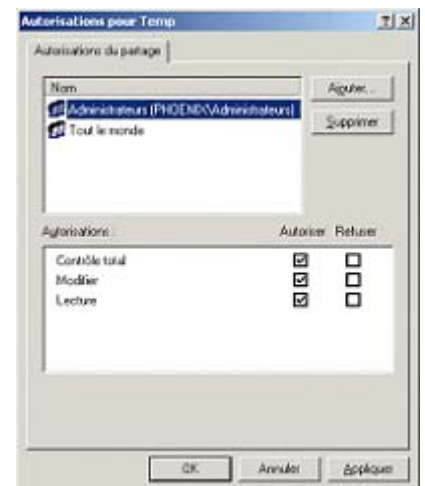 Autorisations pour Temp
Autorisations du partage
Nom
Ajouter...
Administrateurs (PHOENIX\Administrateurs)
Supprimer
Tout le monde
Autorisations :
Autoriser Refuser
Contrôle total
Modifier
Lecture
OK
Annuler
Appliquer